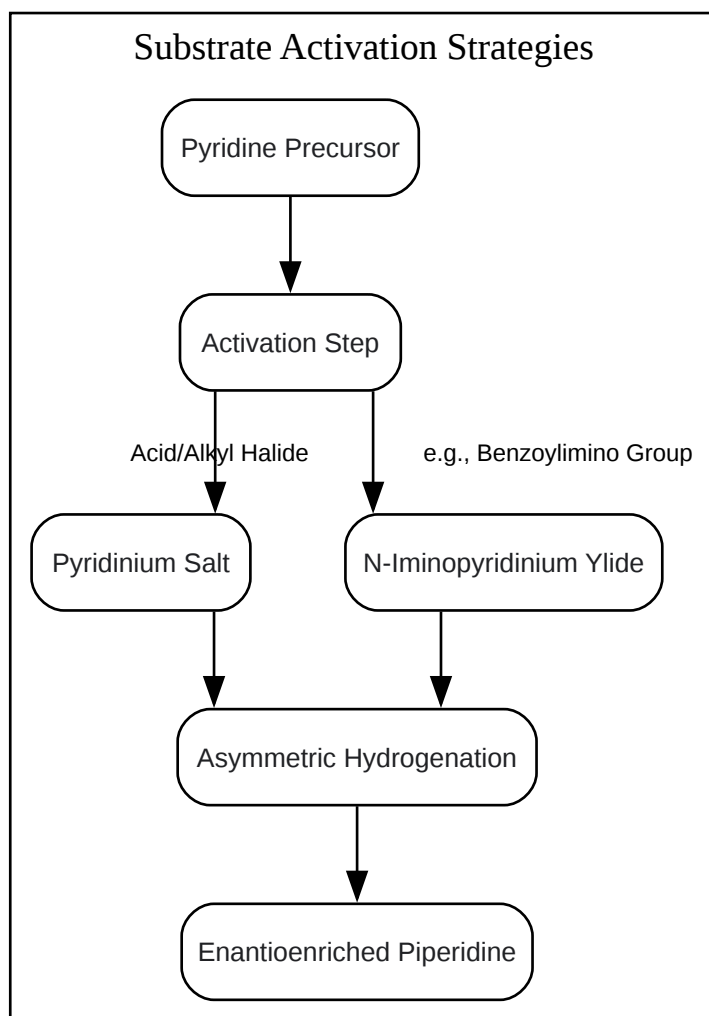 Substrate Activation Strategies
Pyridine Precursor
Activation Step
Acid/Alkyl Halide
e.g., Benzoylimino Group
Pyridinium Salt
N-Iminopyridinium Ylide
Asymmetric Hydrogenation
Enantioenriched Piperidine